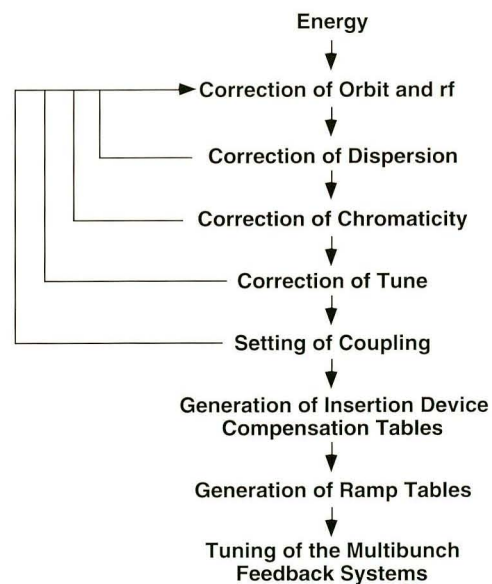 Energy
Correction of Orbit and rf
Correction of Dispersion
Correction of Chromaticity
Correction of Tune
Setting of Coupling
Generation of Insertion Device
Compensation Tables
Generation of Ramp Tables
Tuning of the Multibunch
Feedback Systems